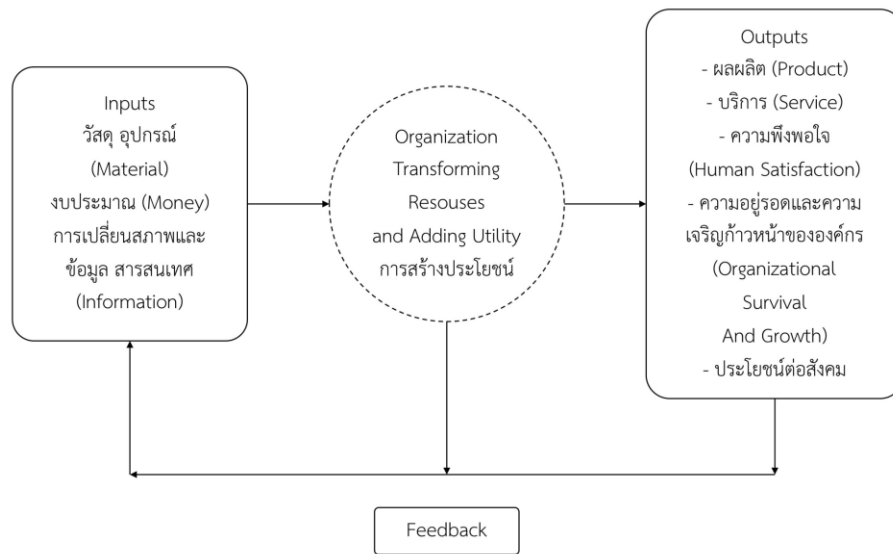 Inputs
วัสดุ อุปกรณ์
(Material)
งบประมาณ (Money)
การเปลี่ยนสภาพและ
ข้อมูล สารสนเทศ
(Information)
Organization
Transforming
Resouses
and Adding Utility
การสร้างประโยชน์
Outputs
- ผลผลิต (Product)
- บริการ (Service)
- ความพึงพอใจ
(Human Satisfaction)
- ความอยู่รอดและความ
เจริญก้าวหน้าขององค์กร
(Organizational
Survival
And Growth)
- ประโยชน์ต่อสังคม
Feedback